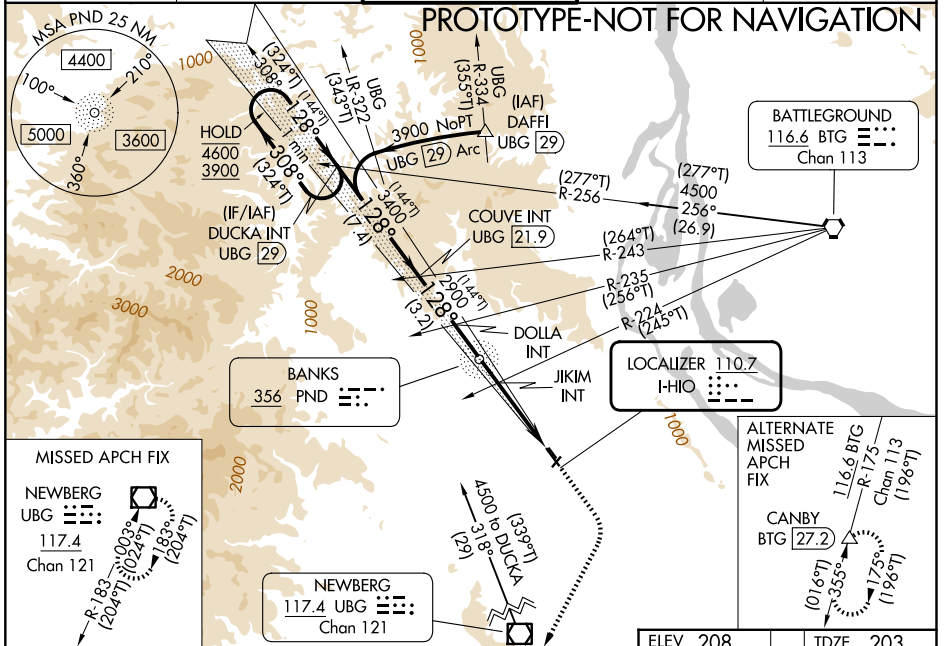 PROTOTYPE-NOT FOR NAVIGATION
MSA PND 25 NM
4400
100°
210°
5000
3600
360°
1000
1000
(324°T)
308°
(144°T)
128°
UBG
LR-322
(343°T)
UBG
R-334
(355°T)
(IAF)
DAFFI
UBG 29
3900 NoPT
UBG 29 Arc
HOLD
4600
3900
1 min
308°
(324°T)
(IF/IAF)
DUCKA INT
UBG 29
(144°T)
3400
128°
(7.4)
COUVE INT
UBG 21.9
(144°T)
2900
128°
(3.2)
BATTLEGROUND
116.6 BTG
Chan 113
(277°T)
R-256
(277°T)
4500
256°
(26.9)
(264°T)
R-243
R-235
(256°T)
R-224
(245°T)
2000
3000
1000
DOLLA
INT
JIKIM
INT
BANKS
356 PND
LOCALIZER 110.7
I-HIO
1000
2000
MISSED APCH FIX
NEWBERG
UBG
117.4
Chan 121
R-183
(204°T)
003°
(024°T)
183°
(204°T)
4500 to DUCKA
318°
(29)
(339°T)
NEWBERG
117.4 UBG
Chan 121
ALTERNATE
MISSED
APCH
FIX
116.6 BTG
R-175
Chan 113
(196°T)
CANBY
BTG 27.2
(016°T)
355°
175°
(196°T)
ELEV 208
TDZE 203